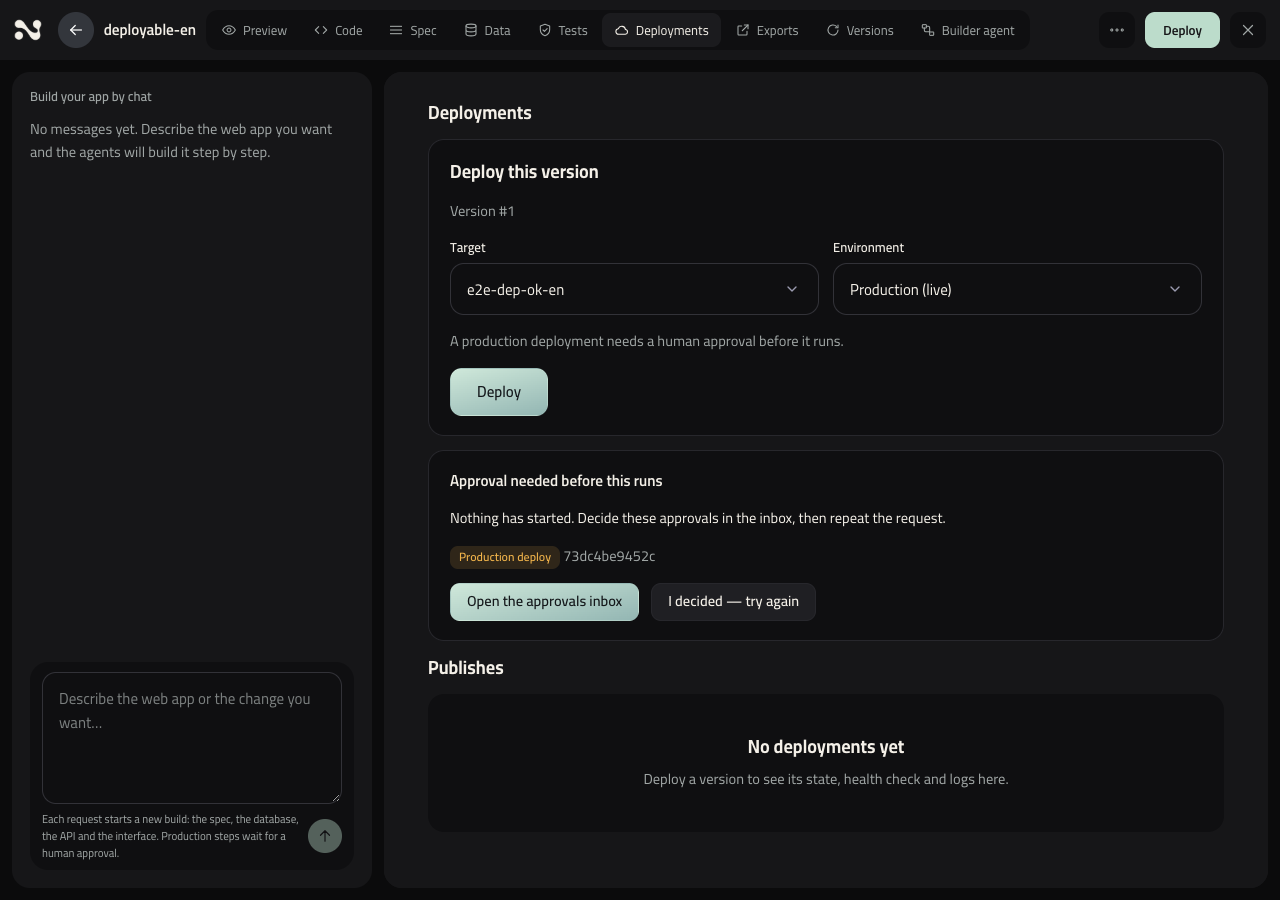 deployable-en
Preview
Code
Spec
Data
Tests
Deployments
Exports
Versions
Builder agent
Deploy
Build your app by chat
No messages yet. Describe the web app you want
and the agents will build it step by step.
Describe the web app or the change you
want...
Each request starts a new build: the spec, the database,
the API and the interface. Production steps wait for a
human approval.
Deployments
Deploy this version
Version #1
Target
Environment
e2e-dep-ok-en
Production (live)
A production deployment needs a human approval before it runs.
Deploy
Approval needed before this runs
Nothing has started. Decide these approvals in the inbox, then repeat the request.
Production deploy 73dc4be9452c
Open the approvals inbox
I decided — try again
Publishes
No deployments yet
Deploy a version to see its state, health check and logs here.